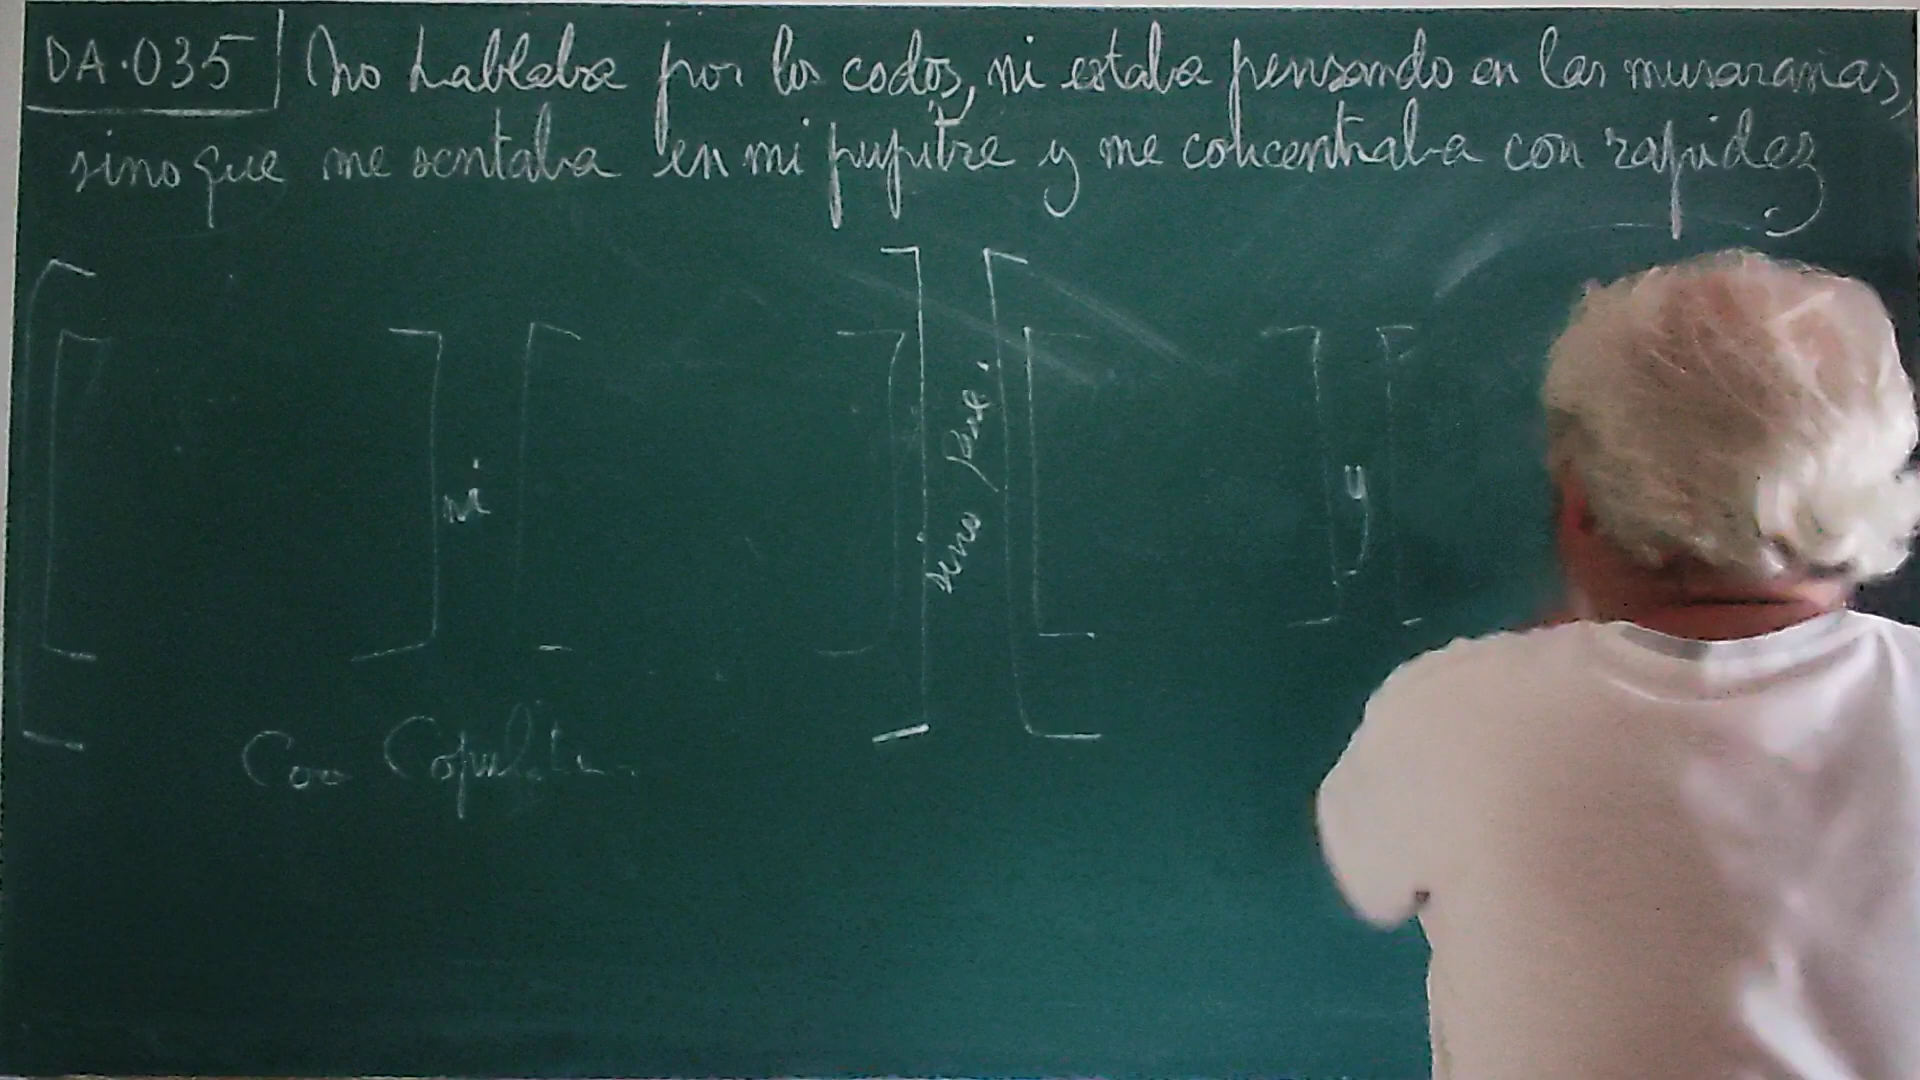 DA.035 No hablaba por los codos, ni estaba pensando en las musarañas,
sino que me sentaba en mi pupitre y me concentraba con rapidez
ni
sino que
y
Coor Copulativa